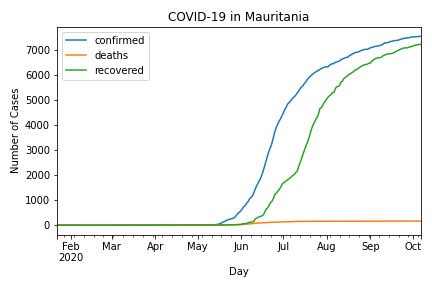 COVID-19 in Mauritania
confirmed
deaths
recovered
Number of Cases
7000
6000
5000
4000
3000
2000
1000
0
Feb Mar Apr May Jun Jul Aug Sep Oct
2020
Day